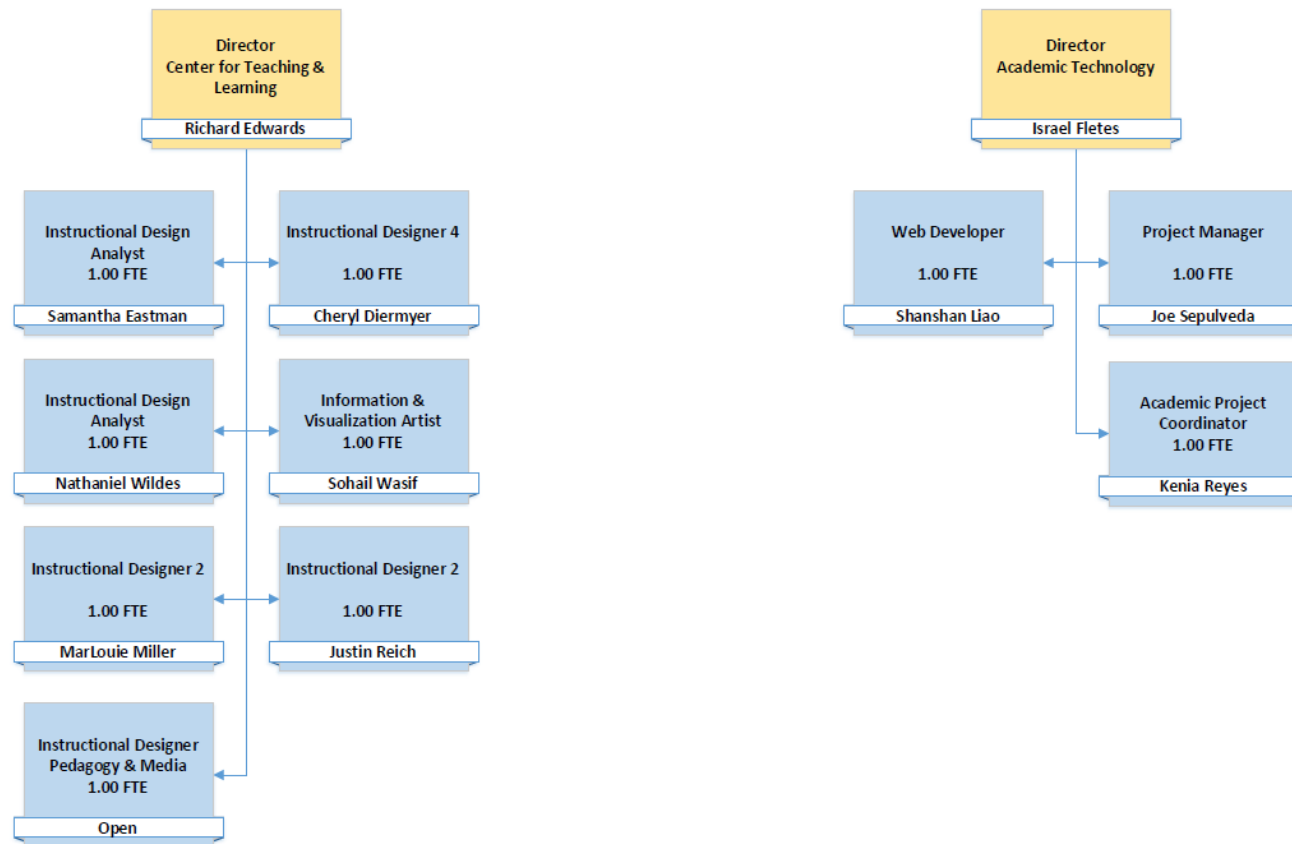 Director
Center for Teaching &
Learning
Richard Edwards
Instructional Design
Analyst
1.00 FTE
Samantha Eastman
Instructional Designer 4
1.00 FTE
Cheryl Diermyer
Instructional Design
Analyst
1.00 FTE
Nathaniel Wildes
Information &
Visualization Artist
1.00 FTE
Sohail Wasif
Instructional Designer 2
1.00 FTE
MarLouie Miller
Instructional Designer 2
1.00 FTE
Justin Reich
Instructional Designer
Pedagogy & Media
1.00 FTE
Open
Director
Academic Technology
Israel Fletes
Web Developer
1.00 FTE
Shanshan Liao
Project Manager
1.00 FTE
Joe Sepulveda
Academic Project
Coordinator
1.00 FTE
Kenia Reyes